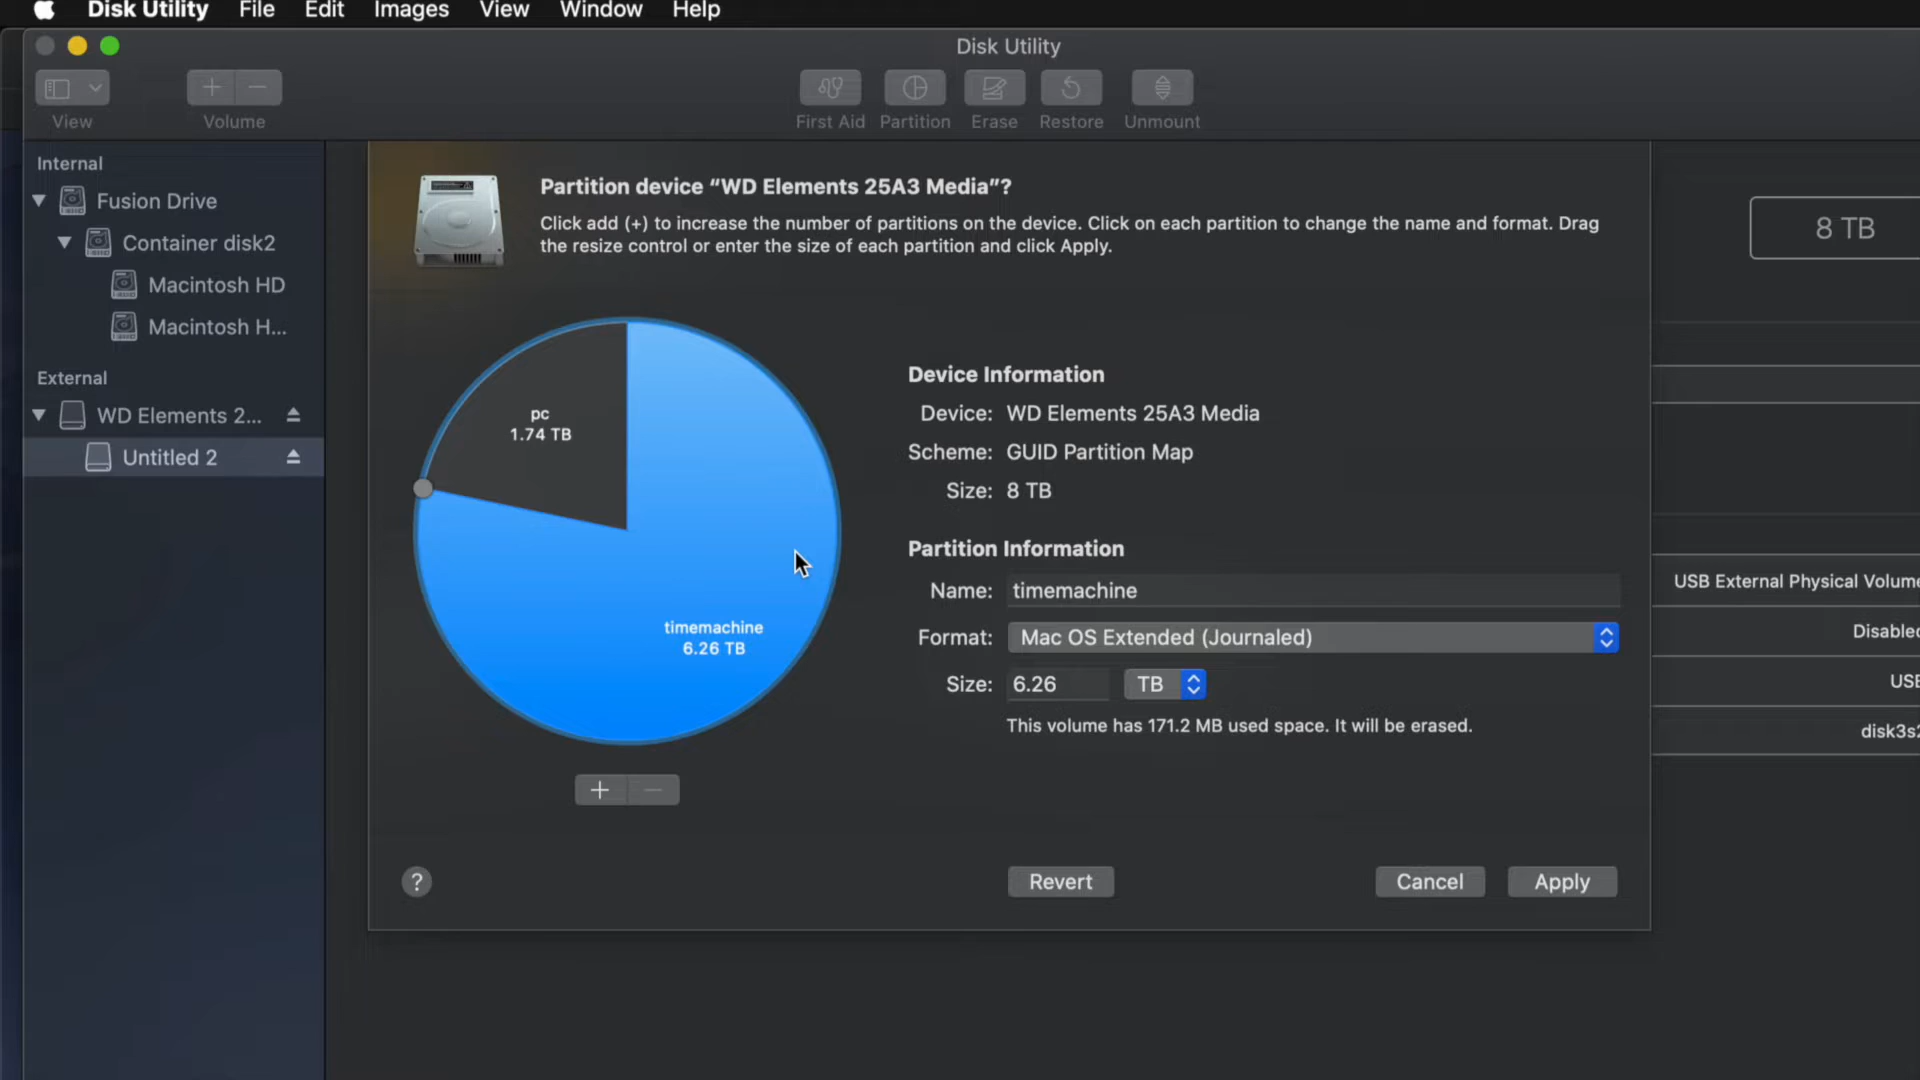 Disk Utility File Edit Images View Window Help
Disk Utility
View Volume First Aid Partition Erase Restore Unmount
Internal
Fusion Drive
Container disk2
Macintosh HD
Macintosh H...
External
WD Elements 2...
Untitled 2
Partition device “WD Elements 25A3 Media”?
Click add (+) to increase the number of partitions on the device. Click on each partition to change the name and format. Drag
the resize control or enter the size of each partition and click Apply.
pc
1.74 TB
timemachine
6.26 TB
Device Information
Device: WD Elements 25A3 Media
Scheme: GUID Partition Map
Size: 8 TB
Partition Information
Name: timemachine
Format: Mac OS Extended (Journaled)
Size: 6.26 TB
This volume has 171.2 MB used space. It will be erased.
? Revert Cancel Apply
8 TB
USB External Physical Volume
Disabled
USB
disk3s2